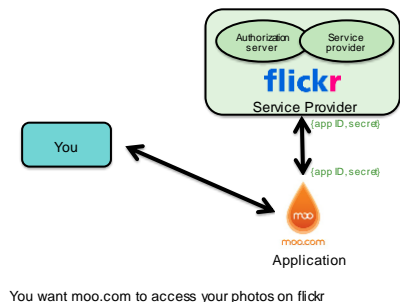 Authorization
server
Service
provider
flickr
Service Provider
{app ID, secret}
You
{app ID, secret}
moo
moo.com
Application
You want moo.com to access your photos on flickr